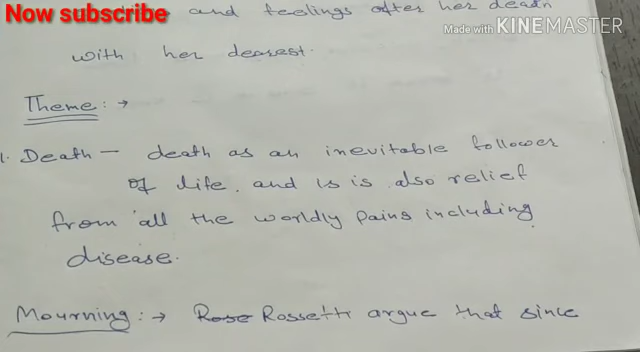 Now subscribe
and feelings after her death
Made with KINEMASTER
with her dearest.
Theme: →
1. Death – death as an inevitable follower
of life, and is is also relief
from all the worldly pains including
disease.
Mourning: → Rose Rossetti argue that since